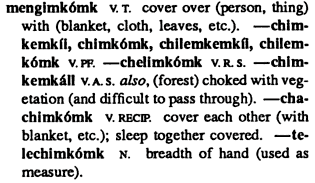 mengimkómk V.T. cover over (person, thing)
with (blanket, cloth, leaves, etc.). —chim-
kemkíi, chimkómk, chilemkemkíi, chilem-
kómk V.PF. —chelimkómk V.R.S. —chim-
kemkáll V.A.S. also, (forest) choked with veg-
etation (and difficult to pass through). —cha-
chimkómk V. RECIP. cover each other (with
blanket, etc.); sleep together covered. —te-
lechimkómk N. breadth of hand (used as
measure).